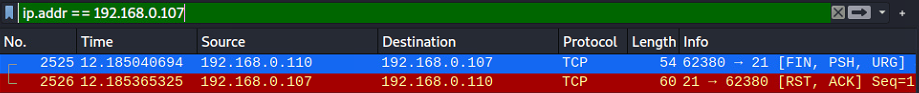 ip.addr == 192.168.0.107
No. Time Source Destination Protocol Length Info
2525 12.185040694 192.168.0.110 192.168.0.107 TCP 54 62380 → 21 [FIN, PSH, URG]
2526 12.185365325 192.168.0.107 192.168.0.110 TCP 60 21 → 62380 [RST, ACK] Seq=1